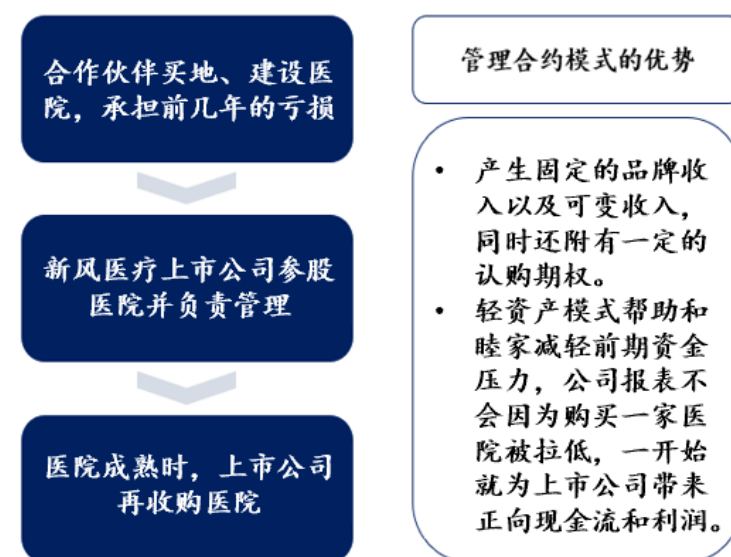 合作伙伴买地、建设医
院，承担前几年的亏损
新风医疗上市公司参股
医院并负责管理
医院成熟时，上市公司
再收购医院
管理合约模式的优势
• 产生固定的品牌收
入以及可变收入，
同时还附有一定的
认购期权。
• 轻资产模式帮助和
睦家减轻前期资金
压力，公司报表不
会因为购买一家医
院被拉低，一开始
就为上市公司带来
正向现金流和利润。